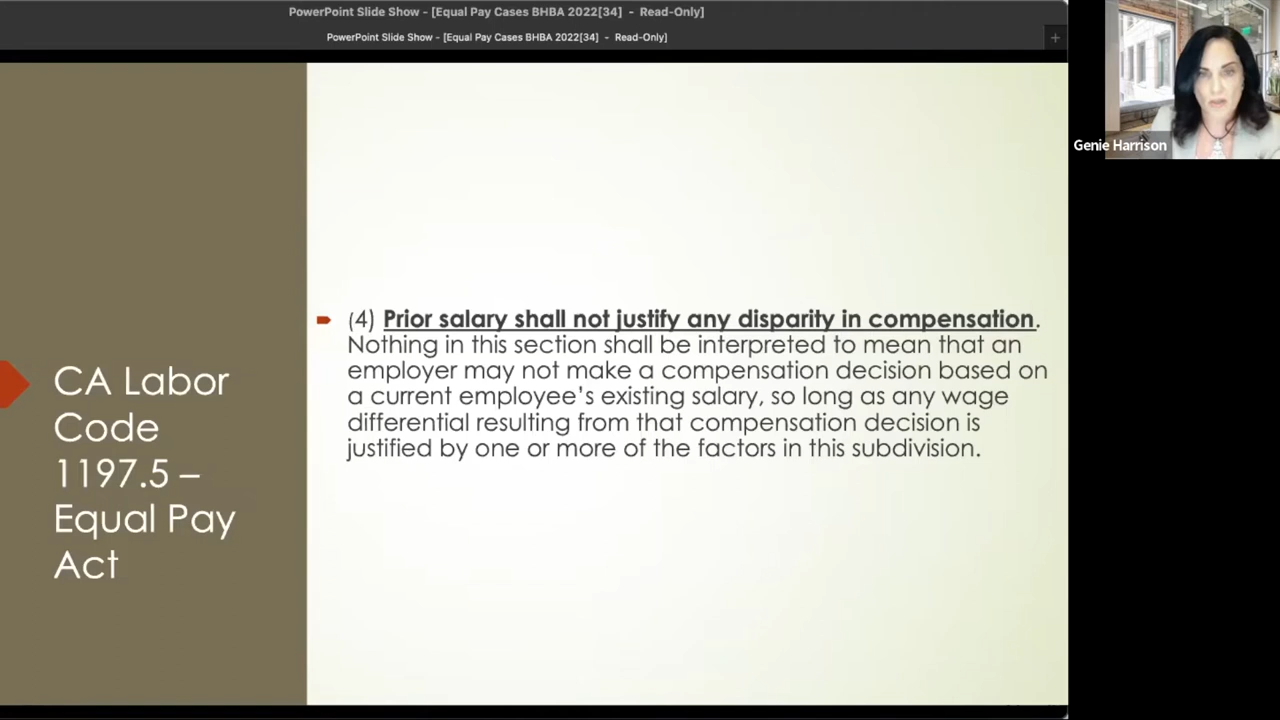 PowerPoint Slide Show - [Equal Pay Cases BHBA 2022[34] - Read-Only]
PowerPoint Slide Show - [Equal Pay Cases BHBA 2022[34] - Read-Only]
Genie Harrison
CA Labor
Code
1197.5 –
Equal Pay
Act
(4) Prior salary shall not justify any disparity in compensation.
Nothing in this section shall be interpreted to mean that an
employer may not make a compensation decision based on
a current employee’s existing salary, so long as any wage
differential resulting from that compensation decision is
justified by one or more of the factors in this subdivision.